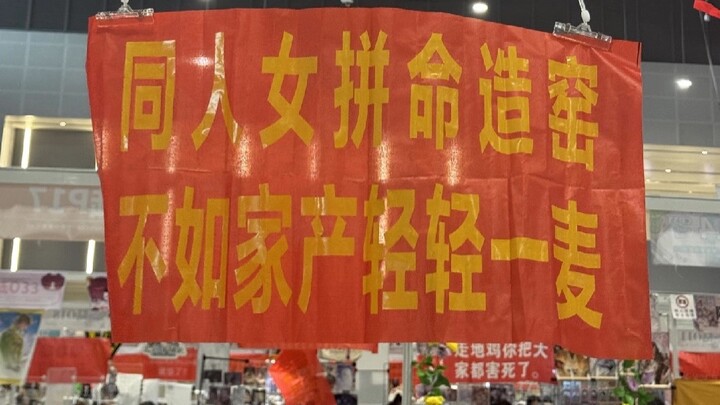 同人女拼命造窑
不如家产轻轻一麦
走地鸡你把大
家都害死了。